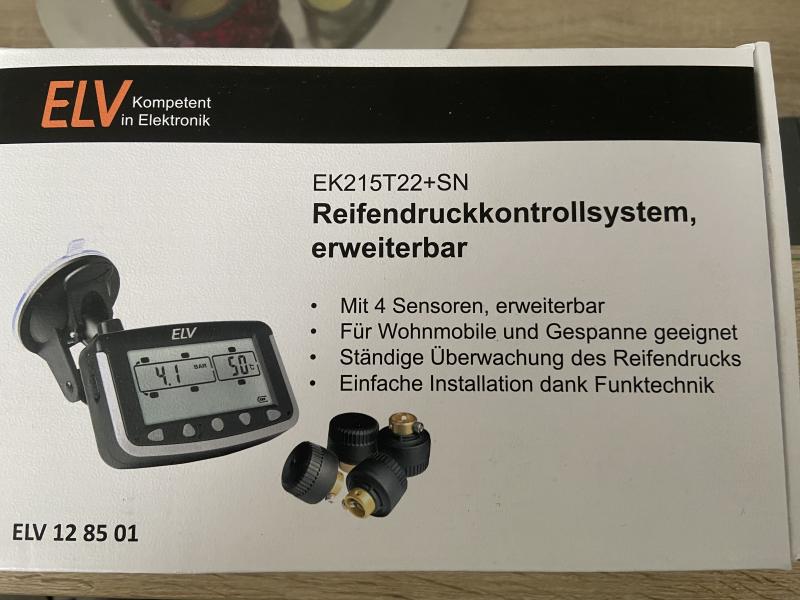 ELV Kompetent
in Elektronik
EK215T22+SN
Reifendruckkontrollsystem,
erweiterbar
• Mit 4 Sensoren, erweiterbar
• Für Wohnmobile und Gespanne geeignet
• Ständige Überwachung des Reifendrucks
• Einfache Installation dank Funktechnik
ELV
4.1 BAR 50 °C
ELV 12 85 01